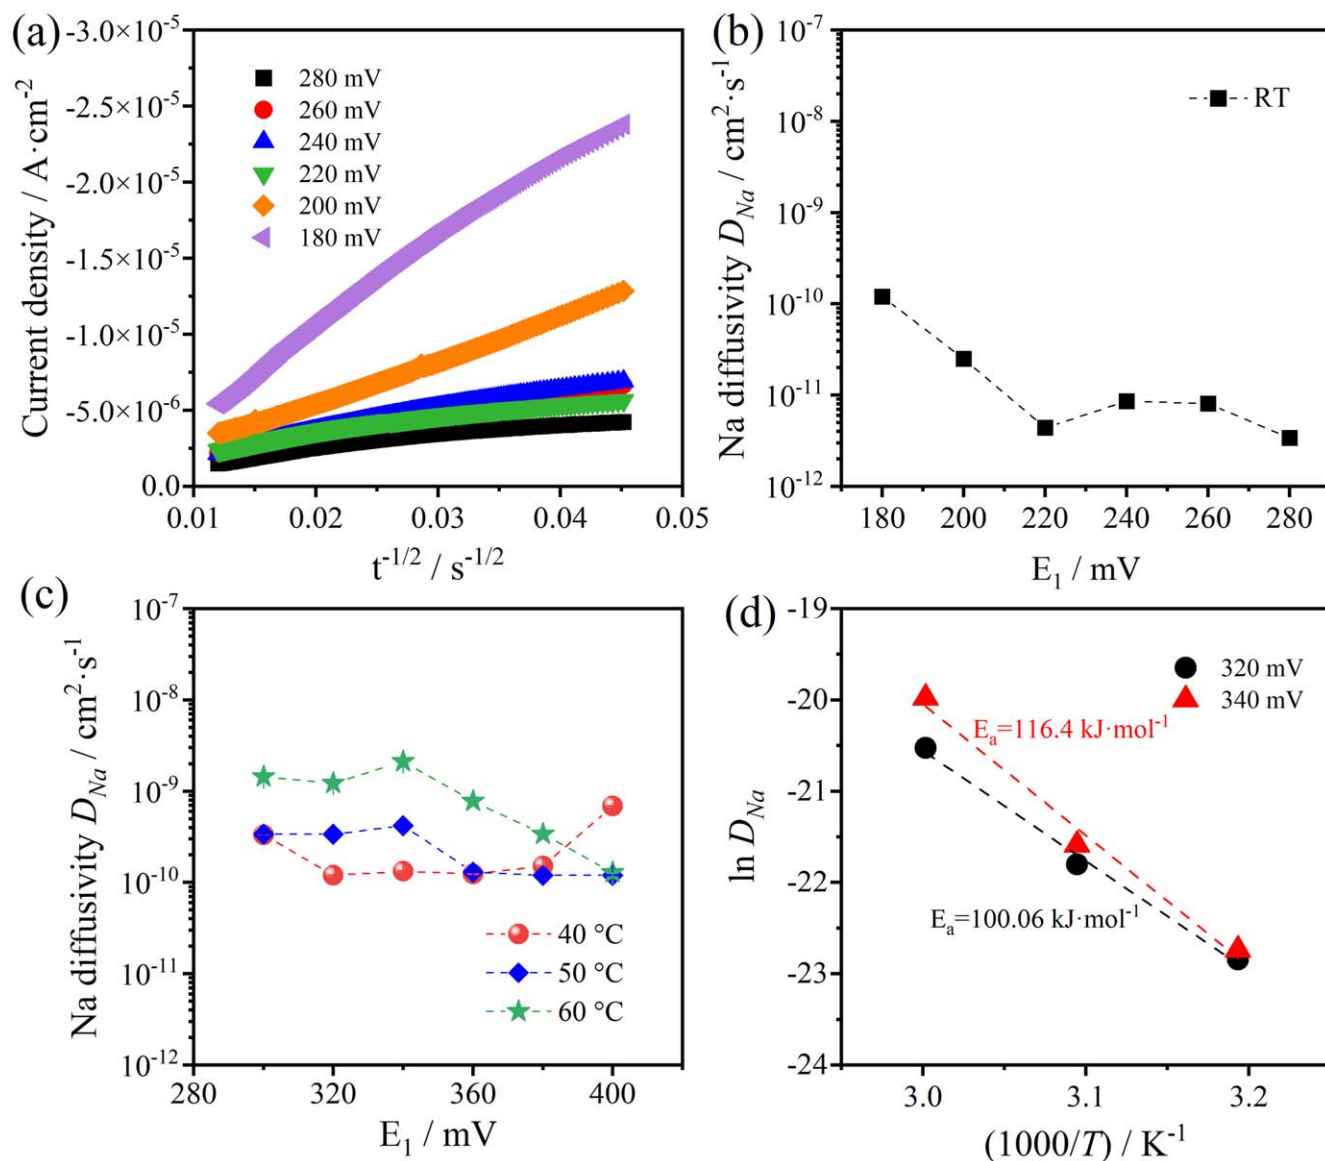 (a)
-3.0×10⁻⁵
-2.5×10⁻⁵
-2.0×10⁻⁵
-1.5×10⁻⁵
-1.0×10⁻⁵
-5.0×10⁻⁶
0.0
Current density / A·cm⁻²
280 mV
260 mV
240 mV
220 mV
200 mV
180 mV
0.01 0.02 0.03 0.04 0.05
t⁻¹/² / s⁻¹/²
(b)
10⁻⁷
10⁻⁸
10⁻⁹
10⁻¹⁰
10⁻¹¹
10⁻¹²
Na diffusivity D_Na / cm²·s⁻¹
RT
180 200 220 240 260 280
E₁ / mV
(c)
10⁻⁷
10⁻⁸
10⁻⁹
10⁻¹⁰
10⁻¹¹
10⁻¹²
Na diffusivity D_Na / cm²·s⁻¹
40 °C
50 °C
60 °C
280 320 360 400
E₁ / mV
(d)
-19
-20
-21
-22
-23
-24
ln D_Na
320 mV
340 mV
Eₐ=116.4 kJ·mol⁻¹
Eₐ=100.06 kJ·mol⁻¹
3.0 3.1 3.2
(1000/T) / K⁻¹